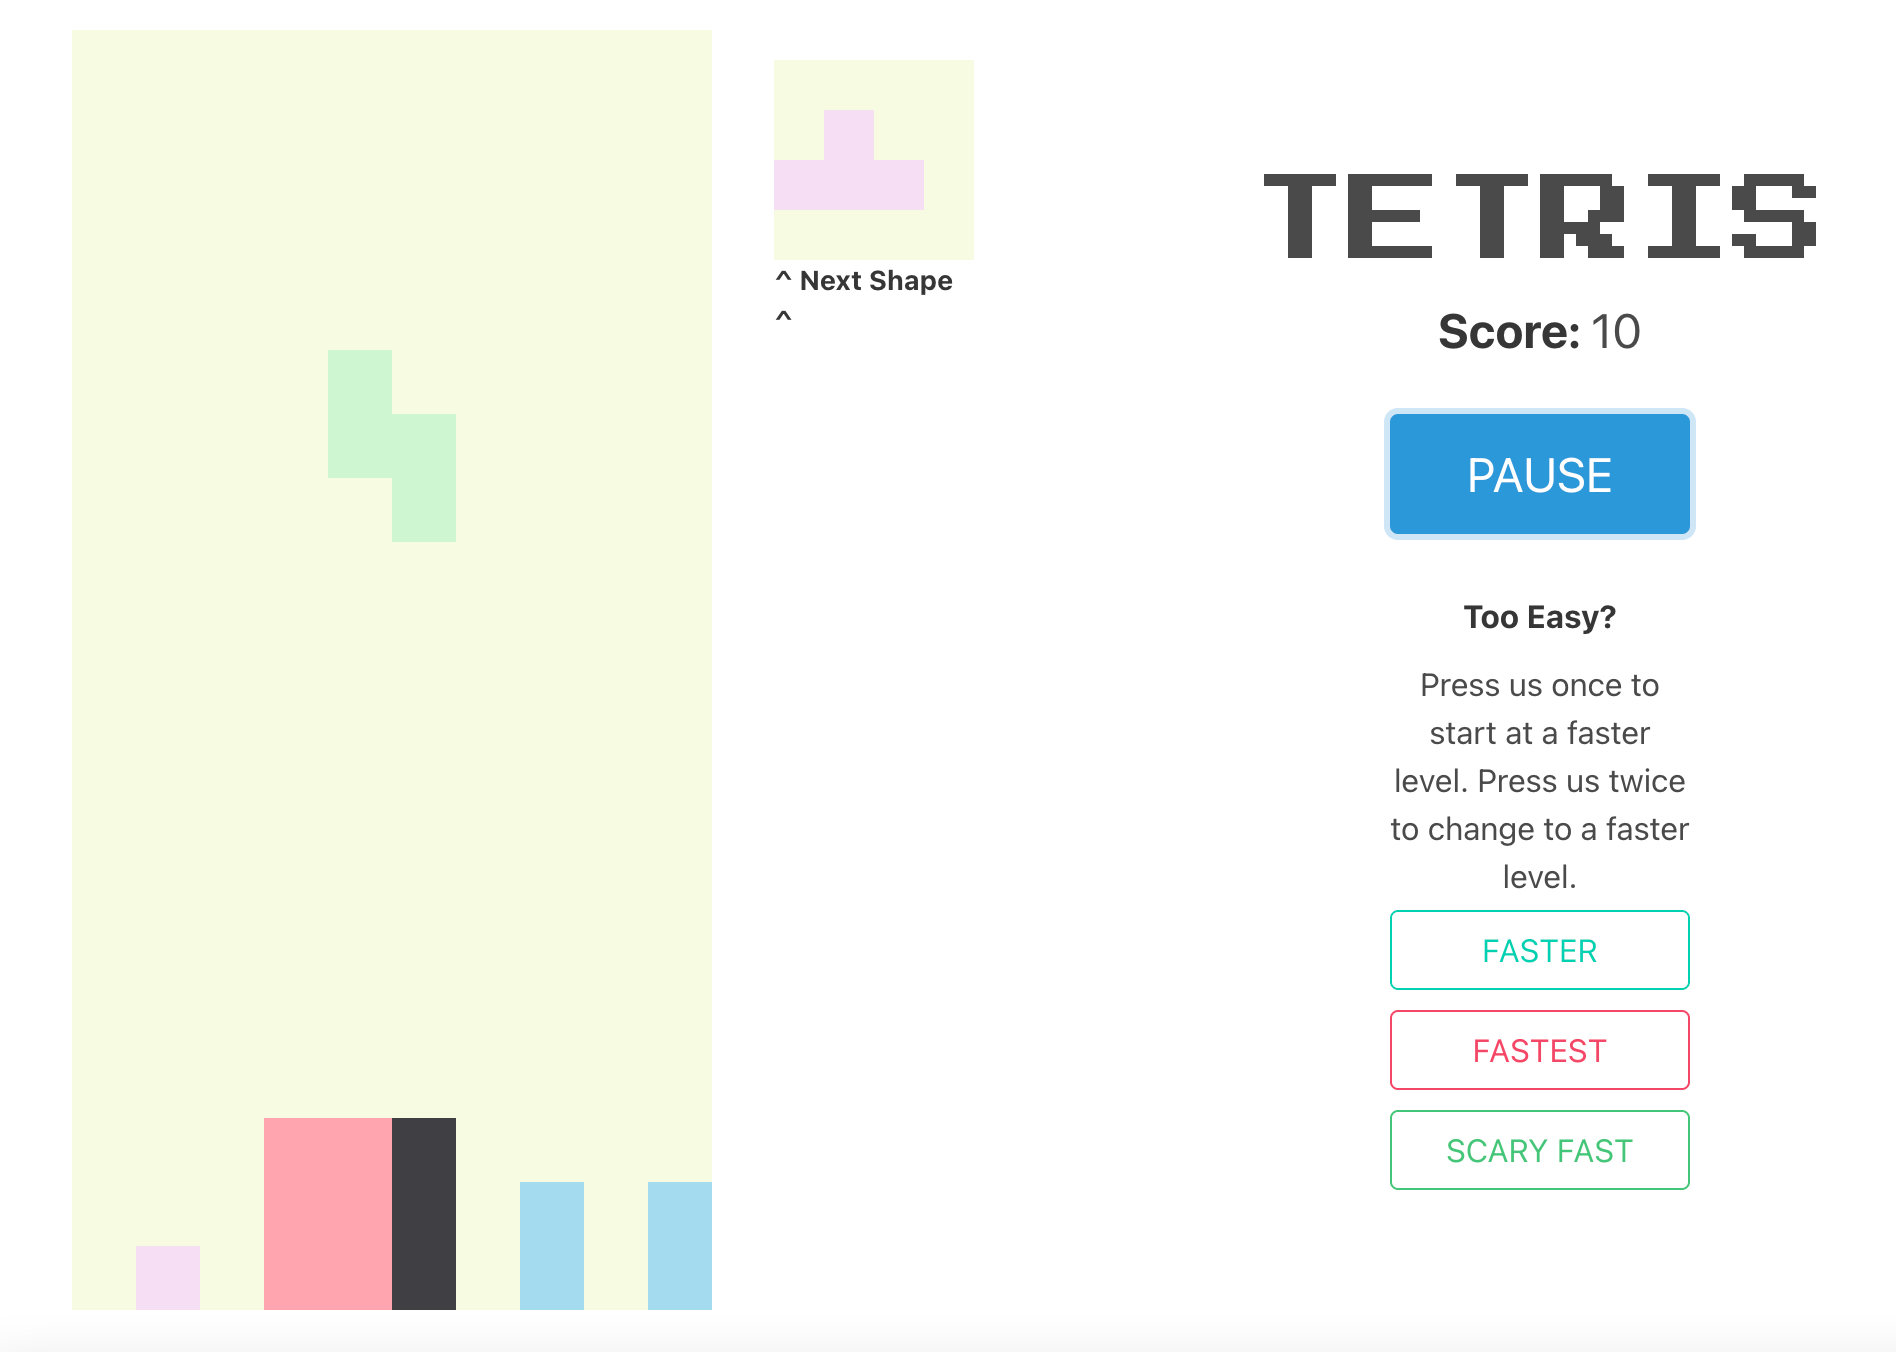 ^ Next Shape
^
TETRIS
Score: 10
PAUSE
Too Easy?
Press us once to
start at a faster
level. Press us twice
to change to a faster
level.
FASTER
FASTEST
SCARY FAST